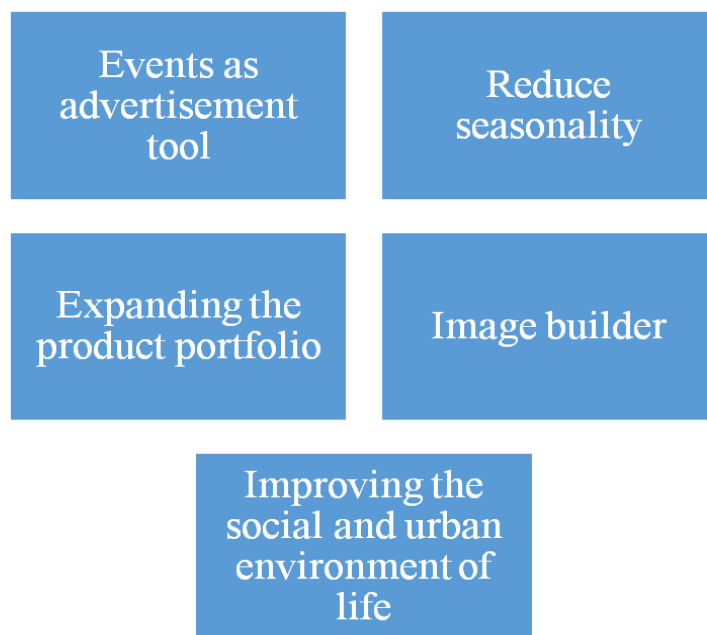 Events as
advertisement
tool
Reduce
seasonality
Expanding the
product portfolio
Image builder
Improving the
social and urban
environment of
life